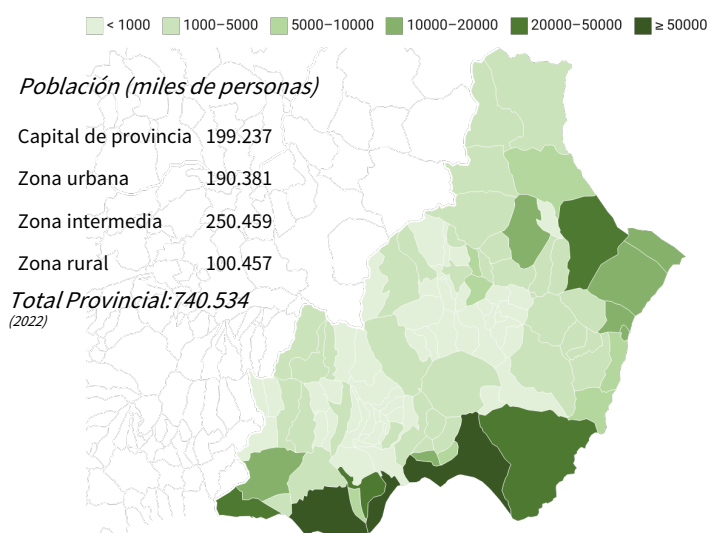 < 1000 1000–5000 5000–10000 10000–20000 20000–50000 ≥ 50000
Población (miles de personas)
Capital de provincia 199.237
Zona urbana 190.381
Zona intermedia 250.459
Zona rural 100.457
Total Provincial:740.534
(2022)